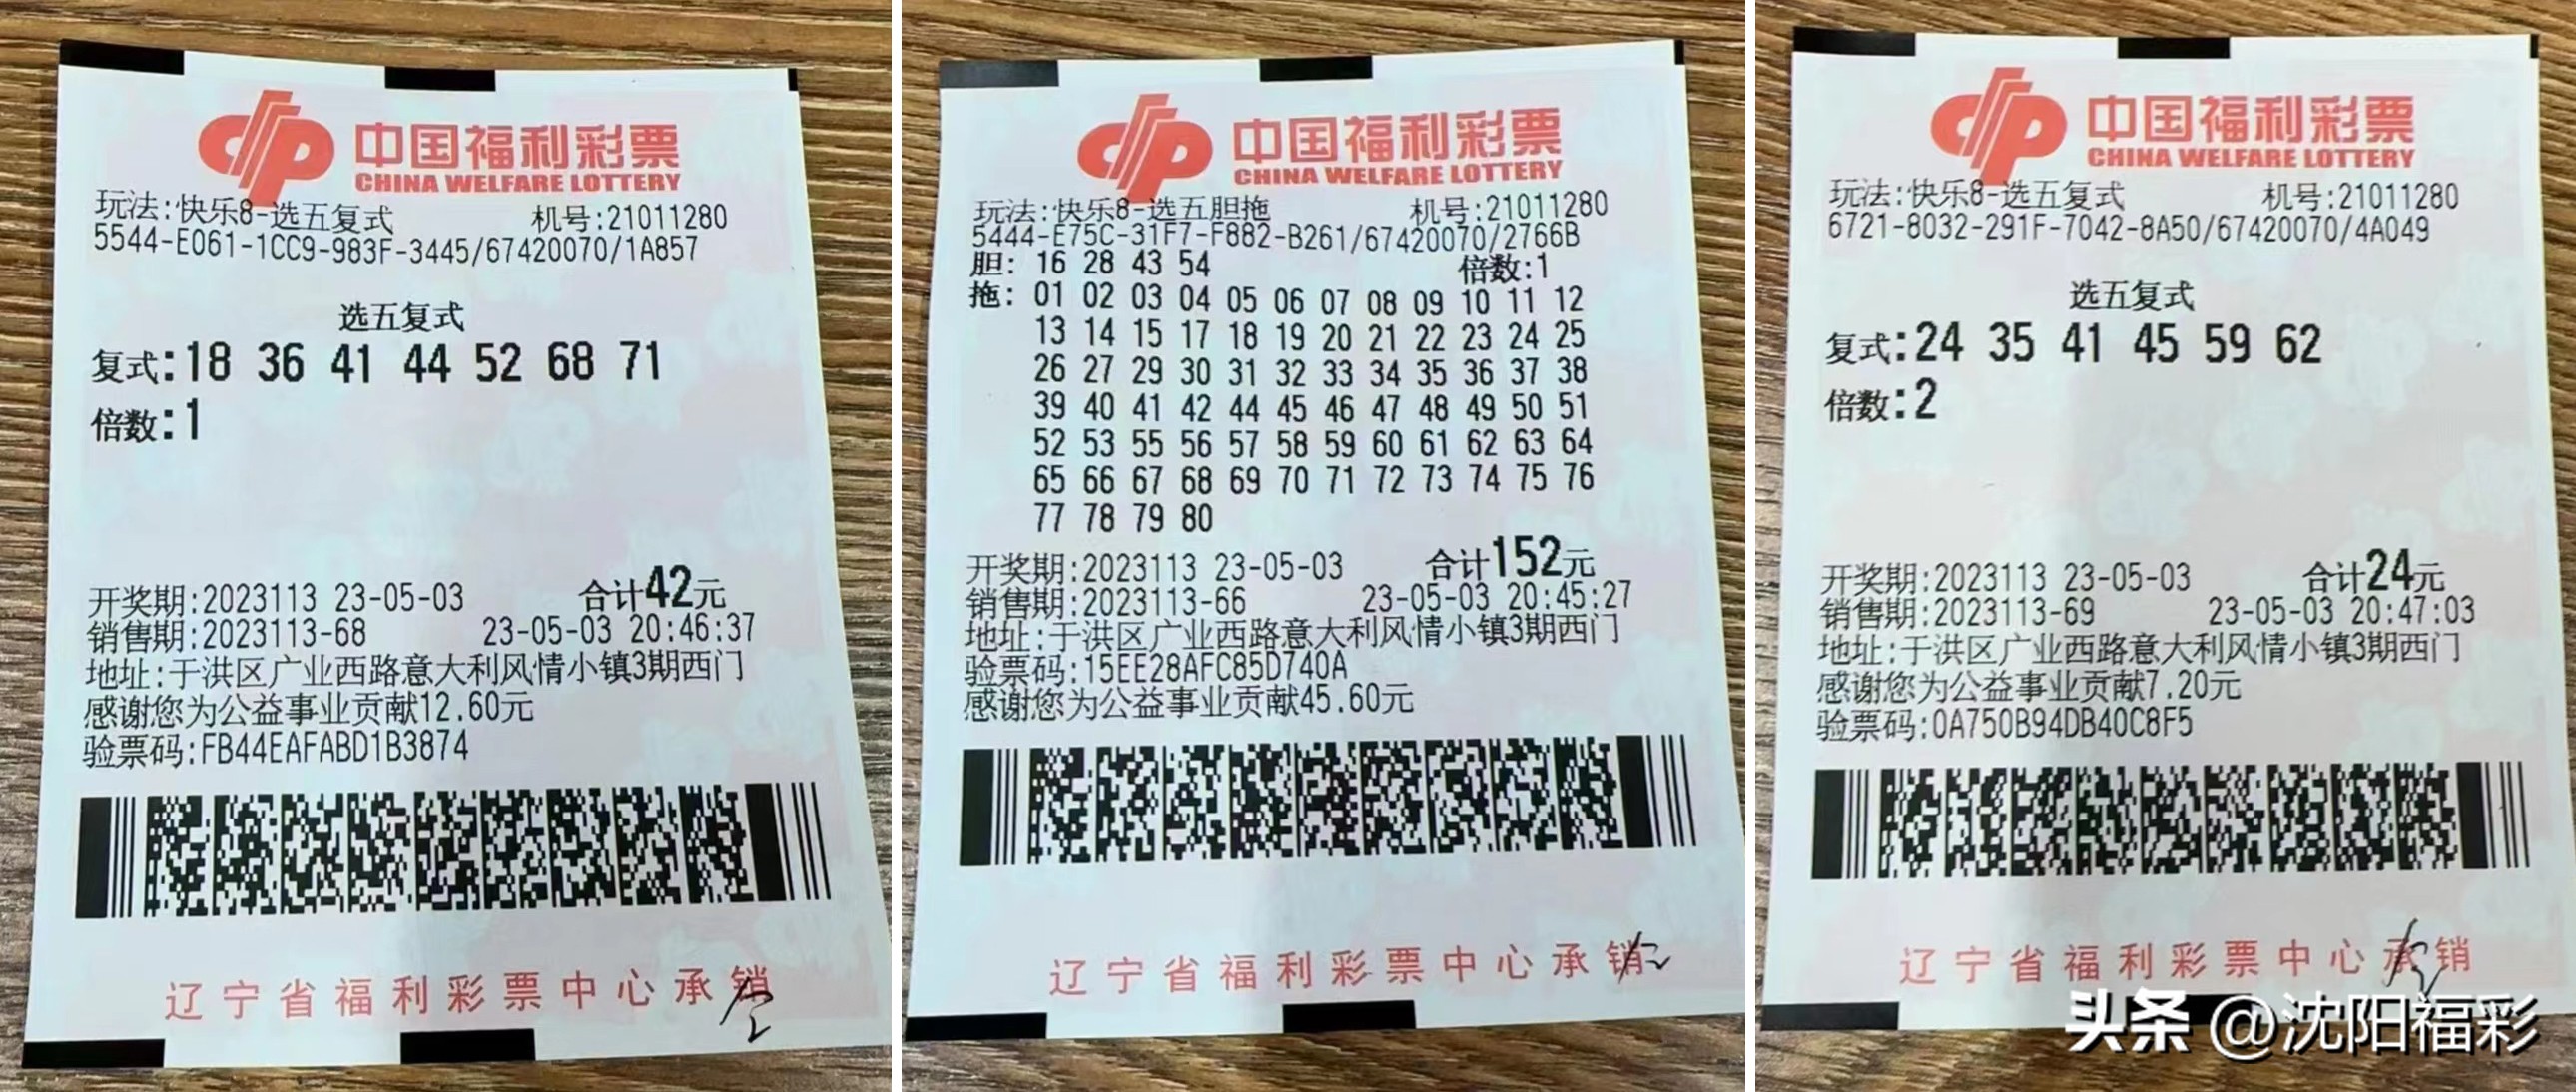 中国福利彩票
CHINA WELFARE LOTTERY
玩法:快乐8-选五复式 机号:21011280
5544-E061-1CC9-983F-3445/67420070/1A857
选五复式
复式:18 36 41 44 52 68 71
倍数:1
开奖期:2023113 23-05-03 合计42元
销售期:2023113-68 23-05-03 20:46:37
地址:于洪区广业西路意大利风情小镇3期西门
感谢您为公益事业贡献12.60元
验票码:FB44EAFABD1B3874
辽宁省福利彩票中心承销
中国福利彩票
CHINA WELFARE LOTTERY
玩法:快乐8-选五胆拖 机号:21011280
5444-E75C-31F7-F882-B261/67420070/2766B
胆: 16 28 43 54 倍数:1
拖: 01 02 03 04 05 06 07 08 09 10 11 12
13 14 15 17 18 19 20 21 22 23 24 25
26 27 29 30 31 32 33 34 35 36 37 38
39 40 41 42 44 45 46 47 48 49 50 51
52 53 55 56 57 58 59 60 61 62 63 64
65 66 67 68 69 70 71 72 73 74 75 76
77 78 79 80
开奖期:2023113 23-05-03 合计152元
销售期:2023113-66 23-05-03 20:45:27
地址:于洪区广业西路意大利风情小镇3期西门
验票码:15EE28AFC85D740A
感谢您为公益事业贡献45.60元
辽宁省福利彩票中心承销
中国福利彩票
CHINA WELFARE LOTTERY
玩法:快乐8-选五复式 机号:21011280
6721-8032-291F-7042-8A50/67420070/4A049
选五复式
复式:24 35 41 45 59 62
倍数:2
开奖期:2023113 23-05-03 合计24元
销售期:2023113-69 23-05-03 20:47:03
地址:于洪区广业西路意大利风情小镇3期西门
感谢您为公益事业贡献7.20元
验票码:0A750B94DB40C8F5
辽宁省福利彩票中心承销
头条 @沈阳福彩